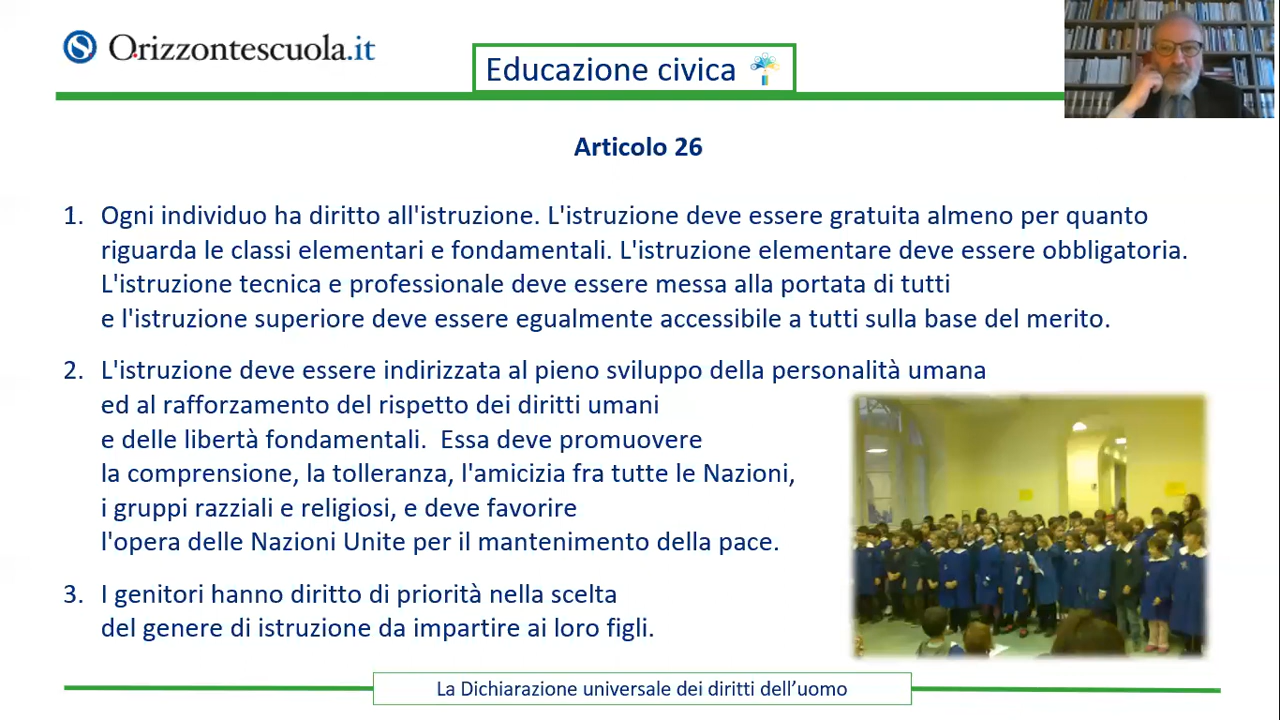 Orizzontescuola.it
Educazione civica
Articolo 26
1. Ogni individuo ha diritto all'istruzione. L'istruzione deve essere gratuita almeno per quanto
riguarda le classi elementari e fondamentali. L'istruzione elementare deve essere obbligatoria.
L'istruzione tecnica e professionale deve essere messa alla portata di tutti
e l'istruzione superiore deve essere egualmente accessibile a tutti sulla base del merito.
2. L'istruzione deve essere indirizzata al pieno sviluppo della personalità umana
ed al rafforzamento del rispetto dei diritti umani
e delle libertà fondamentali. Essa deve promuovere
la comprensione, la tolleranza, l'amicizia fra tutte le Nazioni,
i gruppi razziali e religiosi, e deve favorire
l'opera delle Nazioni Unite per il mantenimento della pace.
3. I genitori hanno diritto di priorità nella scelta
del genere di istruzione da impartire ai loro figli.
La Dichiarazione universale dei diritti dell’uomo